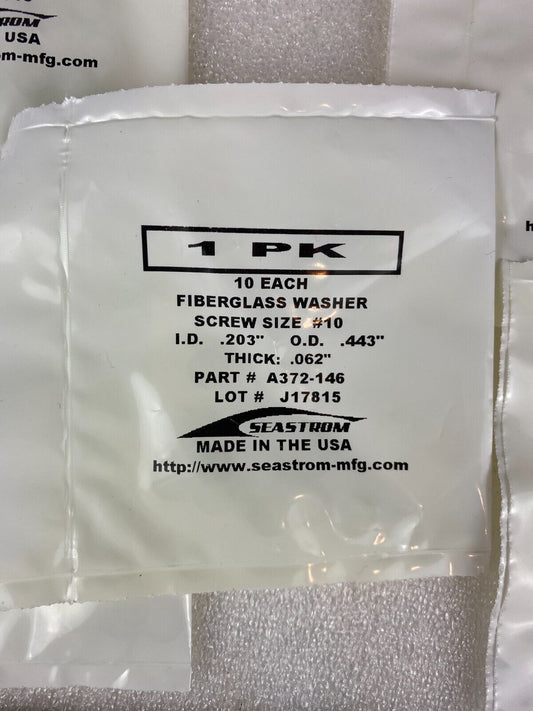 USA
m-mfg.com
1 PK
10 EACH
FIBERGLASS WASHER
SCREW SIZE #10
I.D. .203" O.D. .443"
THICK: .062"
PART # A372-146
LOT # J17815
SEASTROM
MADE IN THE USA
http://www.seastrom-mfg.com